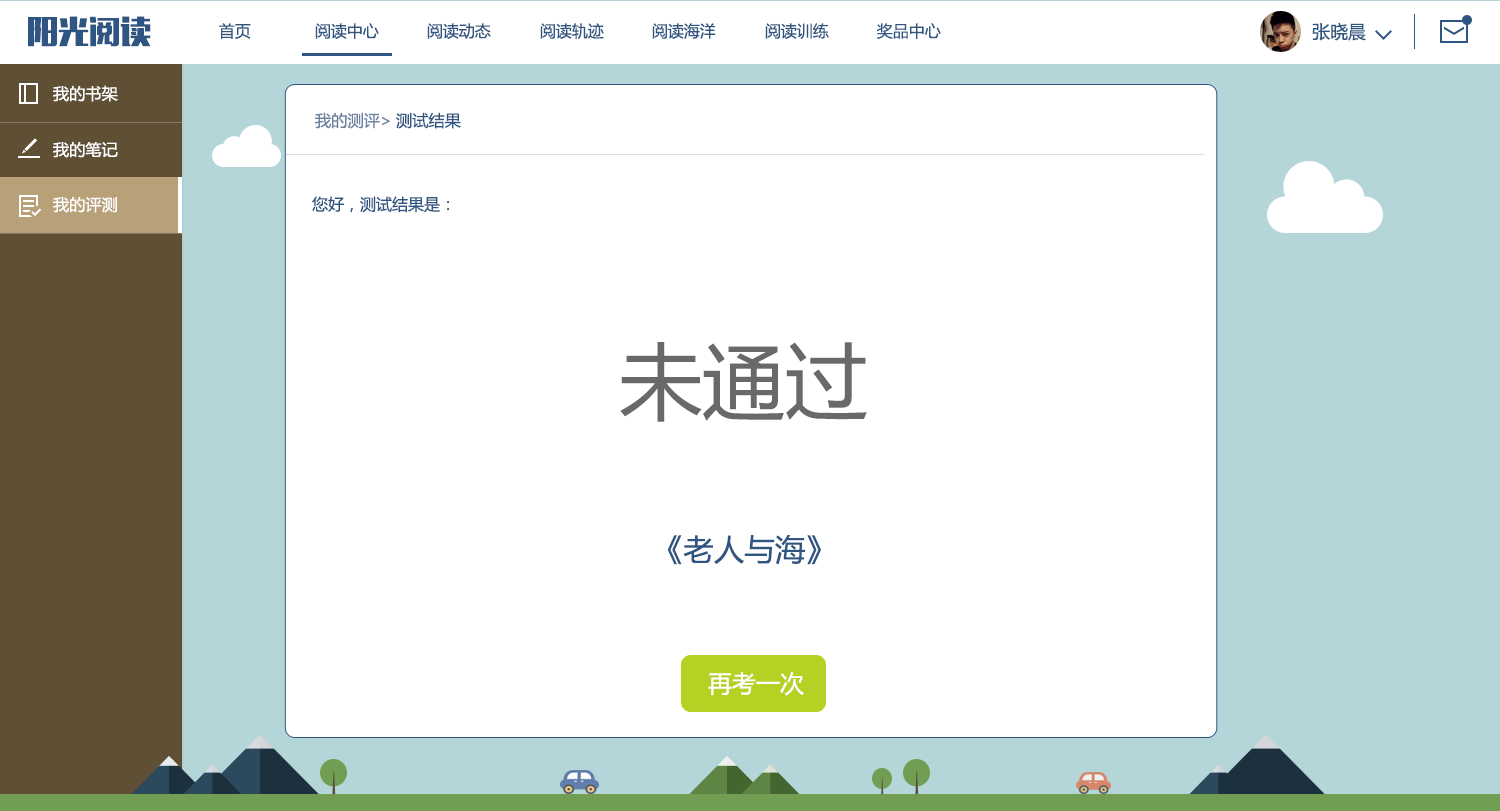 阳光阅读 首页 阅读中心 阅读动态 阅读轨迹 阅读海洋 阅读训练 奖品中心 张晓晨
我的书架
我的笔记
我的评测
我的测评> 测试结果
您好，测试结果是：
未通过
《老人与海》
再考一次